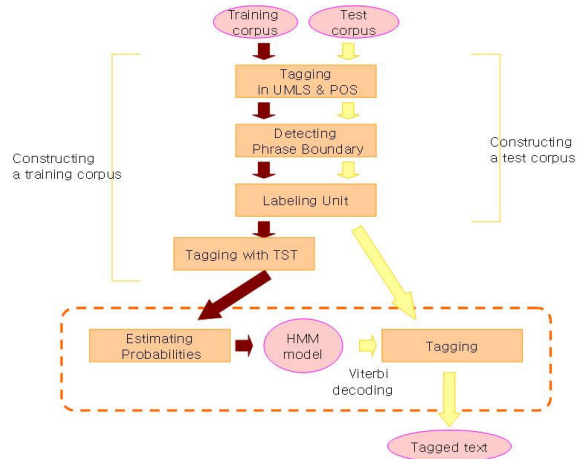 Training
corpus
Test
corpus
Tagging
in UMLS & POS
Detecting
Phrase Boundary
Constructing
a training corpus
Constructing
a test corpus
Labeling Unit
Tagging with TST
Estimating
Probabilities
HMM
model
Viterbi
decoding
Tagging
Tagged text